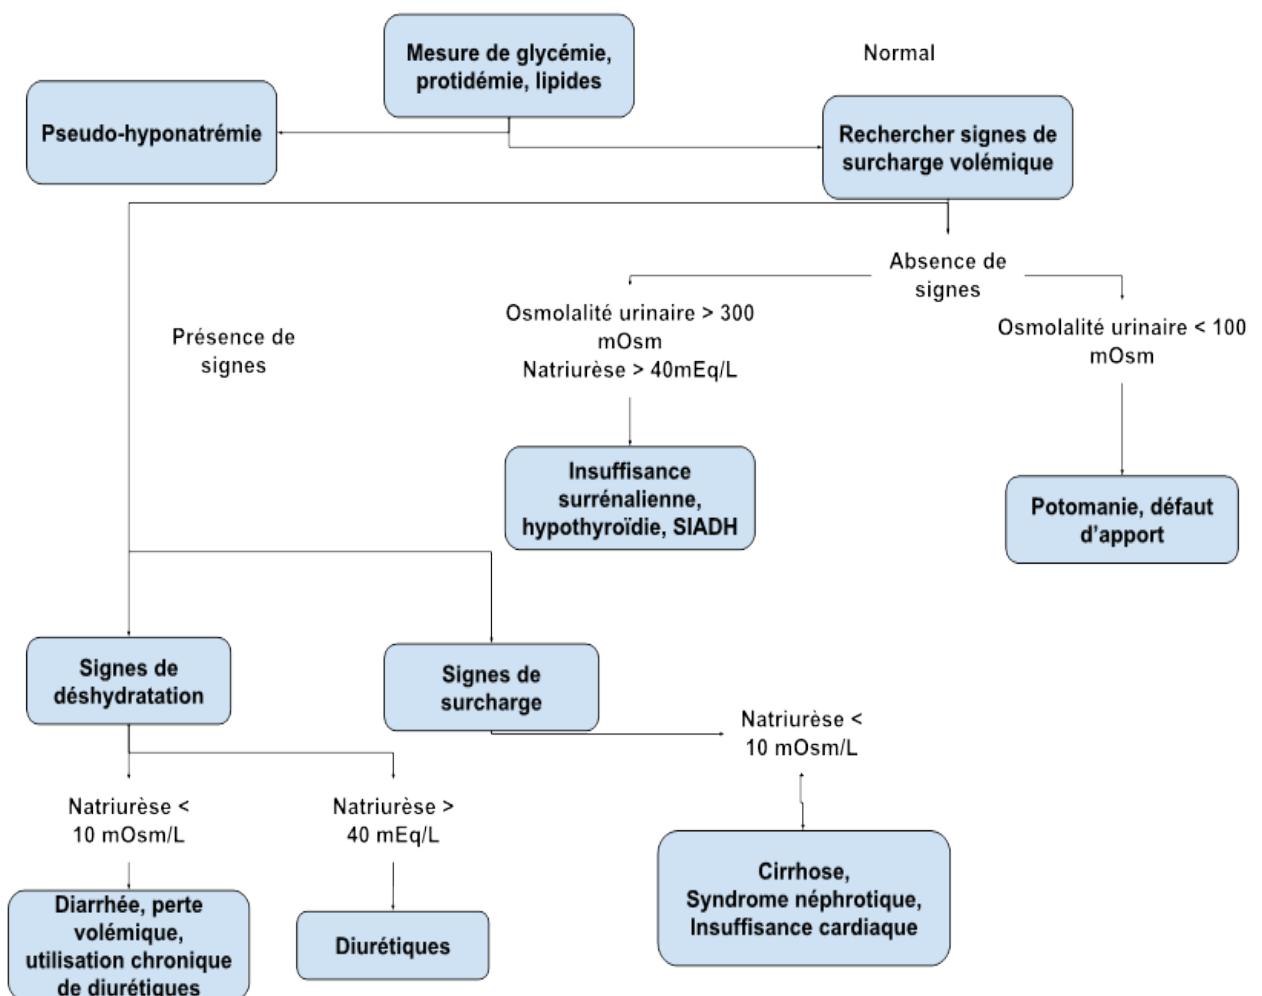 Mesure de glycémie,
protidémie, lipides
Normal
Pseudo-hyponatrémie
Rechercher signes de
surcharge volémique
Absence de
signes
Présence de
signes
Osmolalité urinaire > 300
mOsm
Natriurèse > 40mEq/L
Osmolalité urinaire < 100
mOsm
Insuffisance
surrénalienne,
hypothyroïdie, SIADH
Potomanie, défaut
d’apport
Signes de
déshydratation
Signes de
surcharge
Natriurèse <
10 mOsm/L
Natriurèse <
10 mOsm/L
Natriurèse >
40 mEq/L
Diarrhée, perte
volémique,
utilisation chronique
de diurétiques
Diurétiques
Cirrhose,
Syndrome néphrotique,
Insuffisance cardiaque